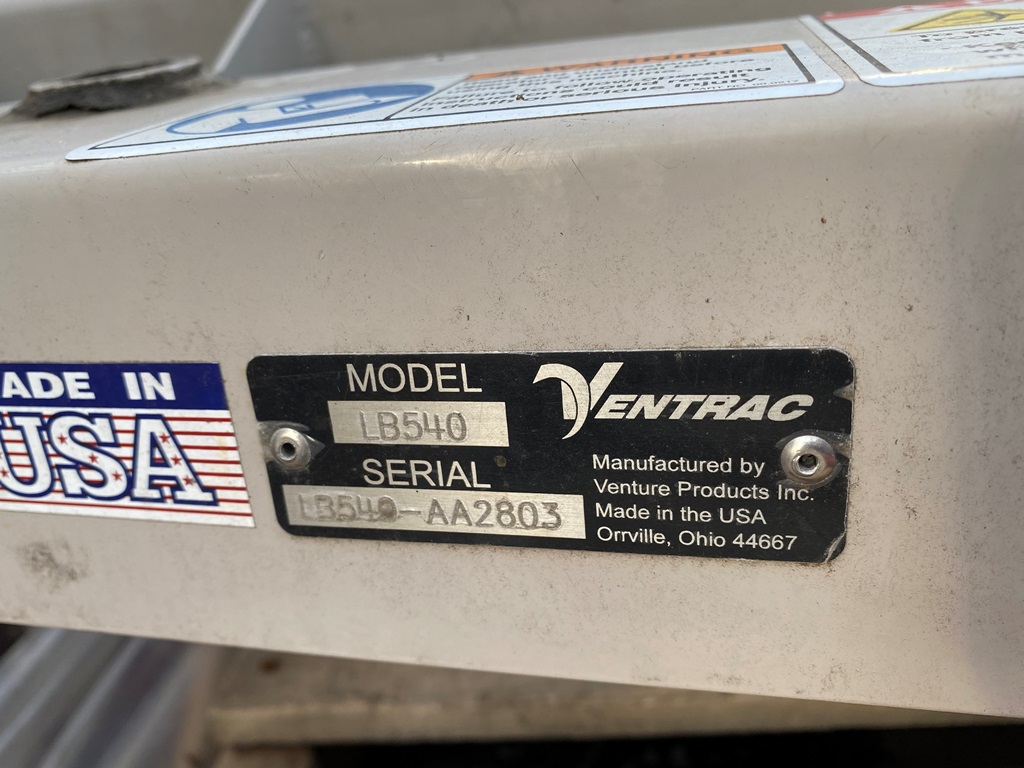 WARNING
MADE IN
USA
MODEL
LB540
SERIAL
LB540-AA2803
VENTRAC
Manufactured by
Venture Products Inc.
Made in the USA
Orrville, Ohio 44667